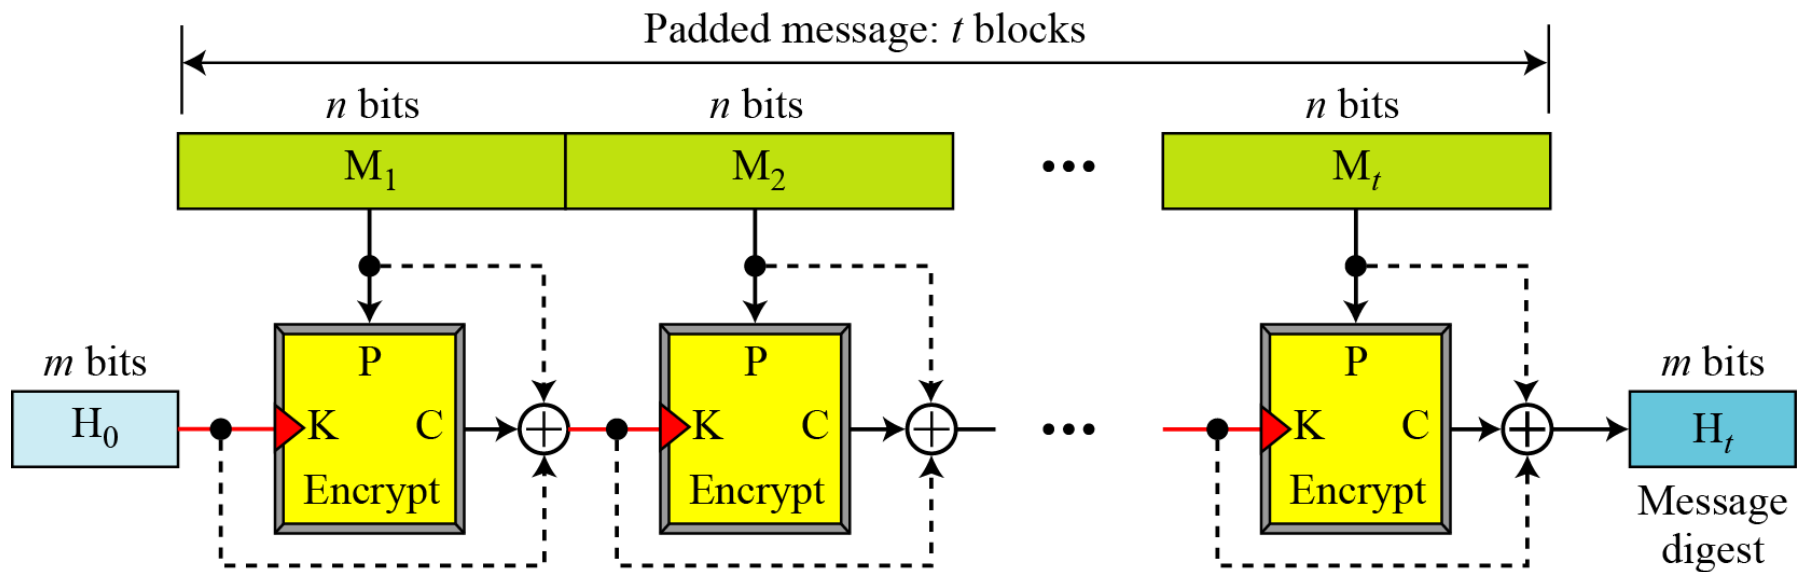 Padded message: t blocks
n bits n bits n bits
M1 M2 ... Mt
m bits P P P m bits
H0 K C K C ... K C Ht
Encrypt Encrypt Encrypt
Message
digest